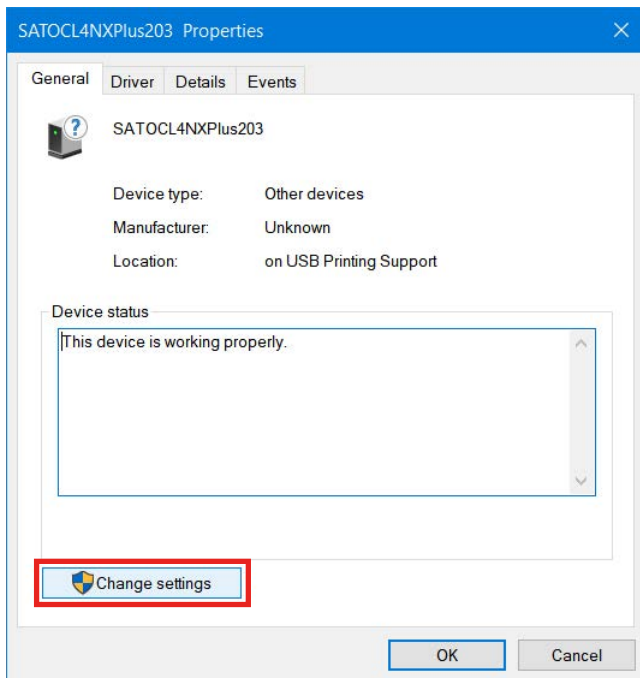 SATOCL4NXPlus203 Properties
General Driver Details Events
SATOCL4NXPlus203
Device type: Other devices
Manufacturer: Unknown
Location: on USB Printing Support
Device status
This device is working properly.
Change settings
OK Cancel